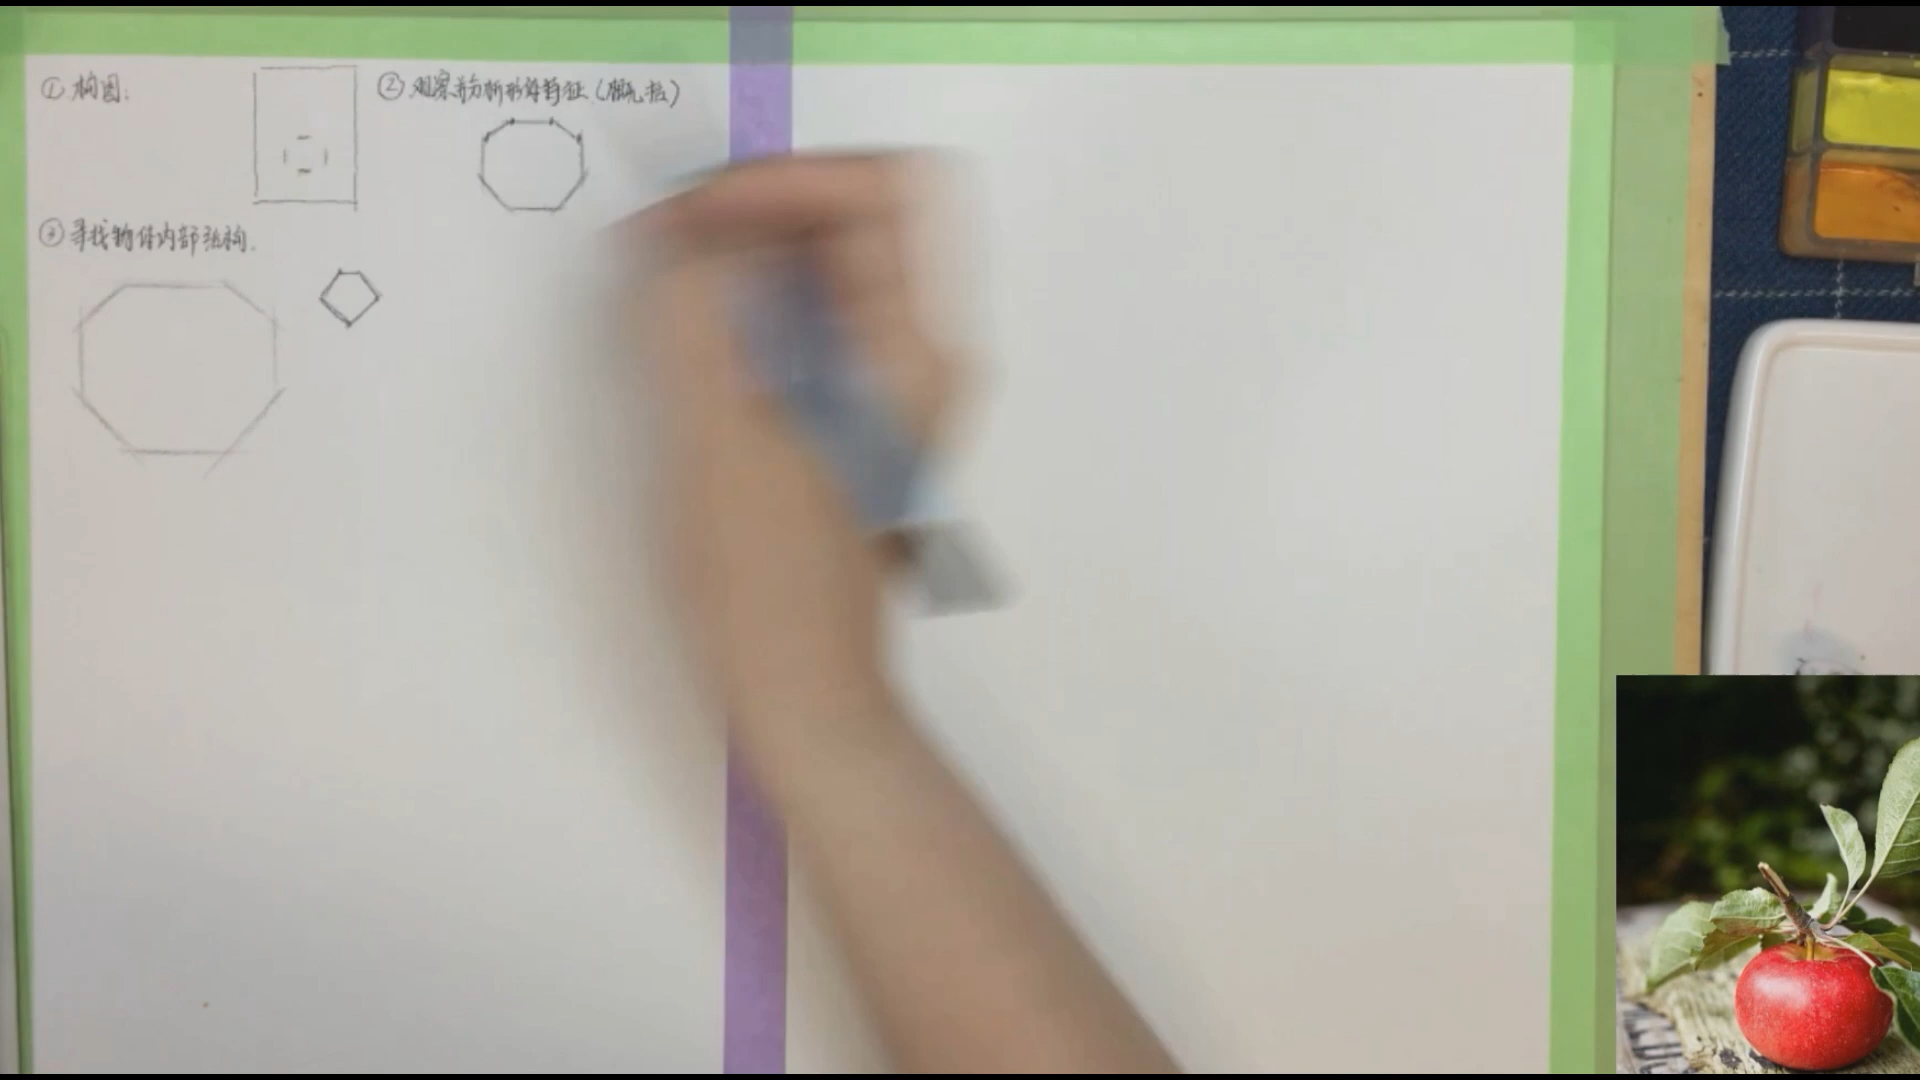 ① 构图：
② 观察并分析形体特征（概括）
③ 寻找物体内部结构.